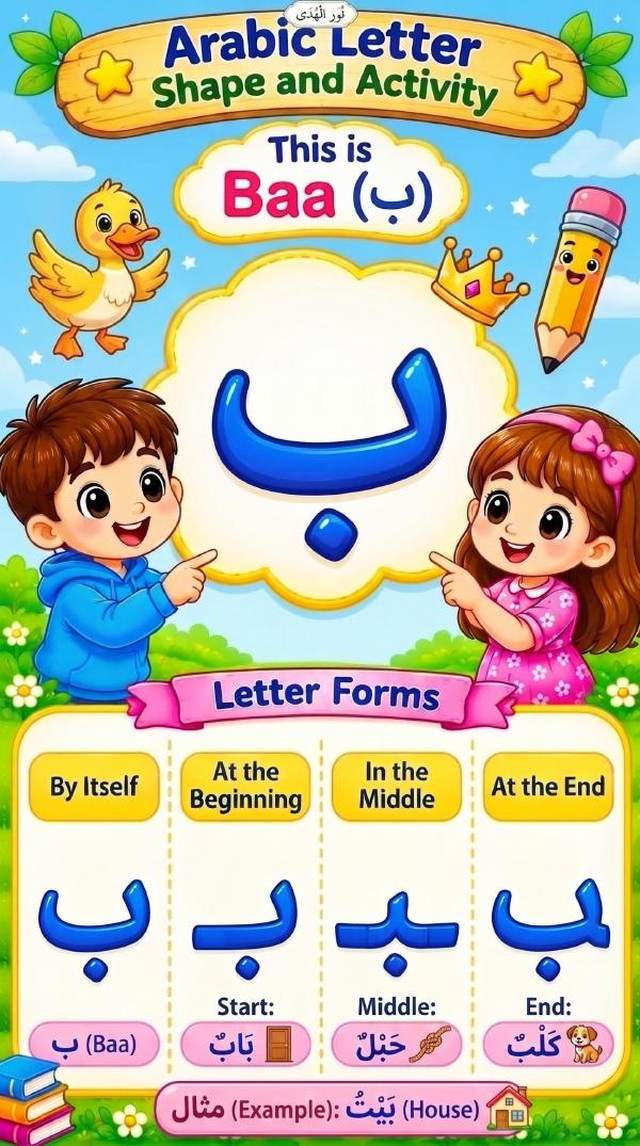 نُور الْهُدَى
Arabic Letter
Shape and Activity
This is
Baa (ب)
ب
Letter Forms
By Itself
At the Beginning
In the Middle
At the End
ب
بـ
ـبـ
ـب
Start:
Middle:
End:
ب (Baa)
بَابٌ
حَبْلٌ
كَلْبٌ
مثال (Example): بَيْتُ (House)